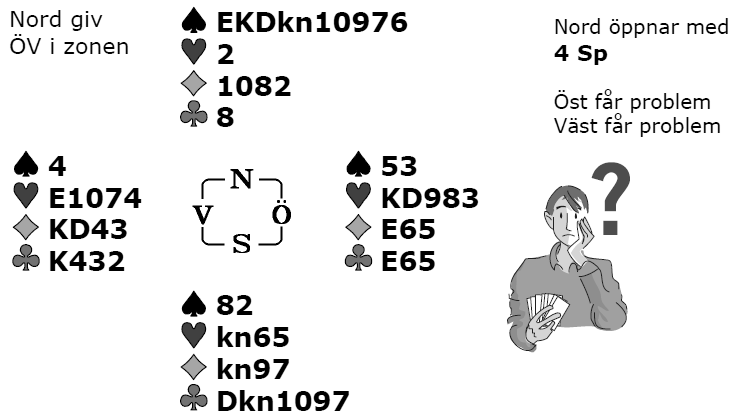 Nord giv
ÖV i zonen
♠ EKDkn10976
♥ 2
♦ 1082
♣ 8
Nord öppnar med
4 Sp
Öst får problem
Väst får problem
♠ 4
♥ E1074
♦ KD43
♣ K432
N
V Ö
S
♠ 53
♥ KD983
♦ E65
♣ E65
?
♠ 82
♥ kn65
♦ kn97
♣ Dkn1097